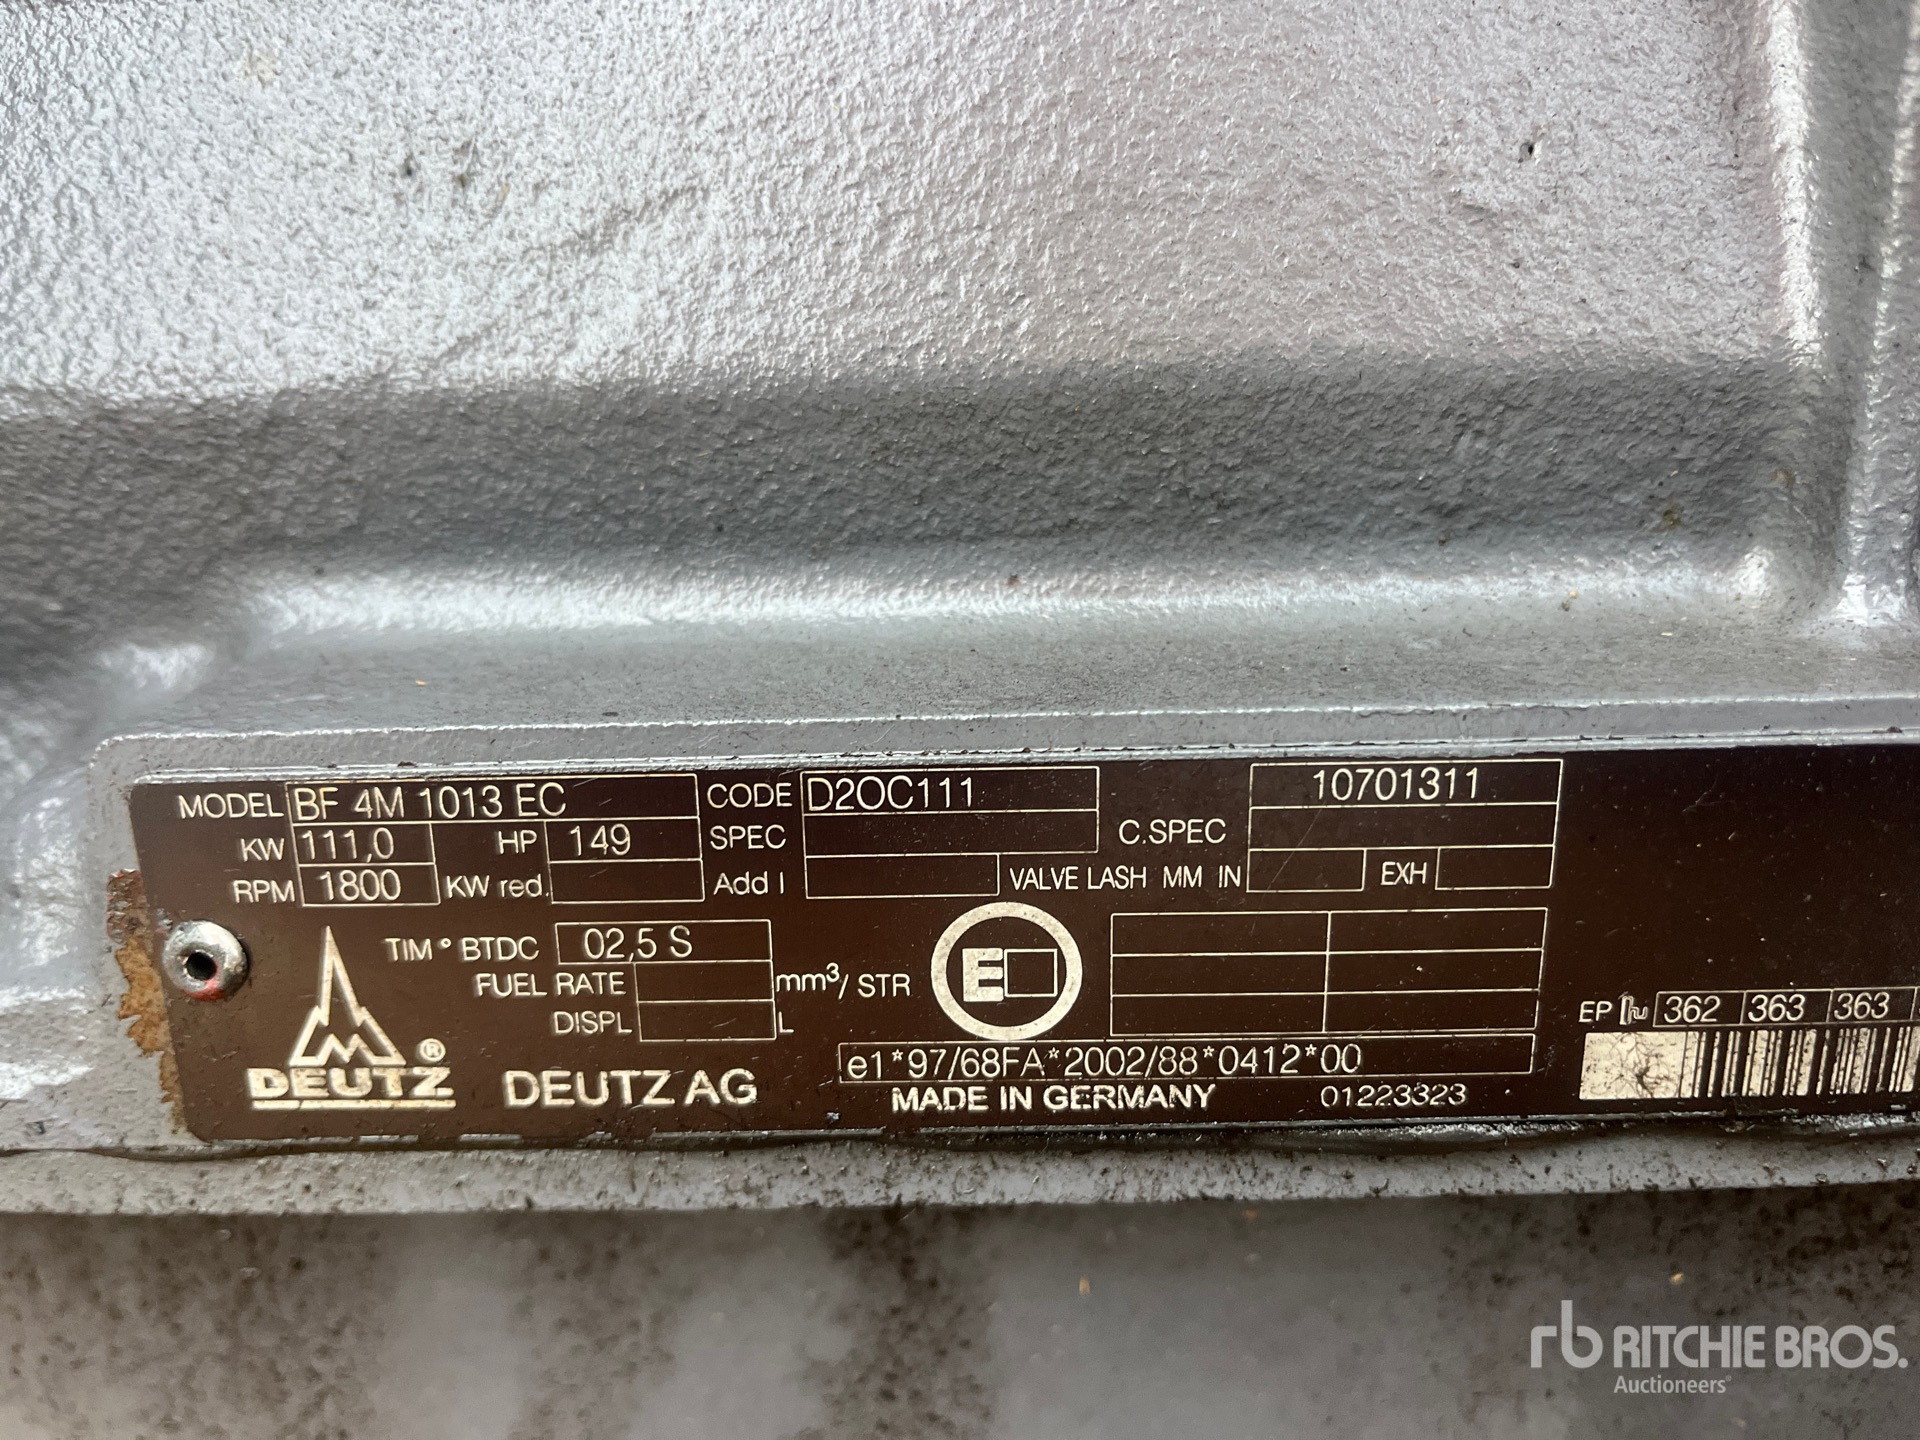 MODEL BF 4M 1013 EC CODE D2OC111 10701311
KW 111,0 HP 149 SPEC C.SPEC
RPM 1800 KW red. Add I VALVE LASH MM IN EXH
TIM ° BTDC 02,5 S
FUEL RATE mm³/ STR
DISPL L
E
EP 362 363 363
e1*97/68FA*2002/88*0412*00
DEUTZ® DEUTZ AG MADE IN GERMANY 01223323
rb RITCHIE BROS.
Auctioneers